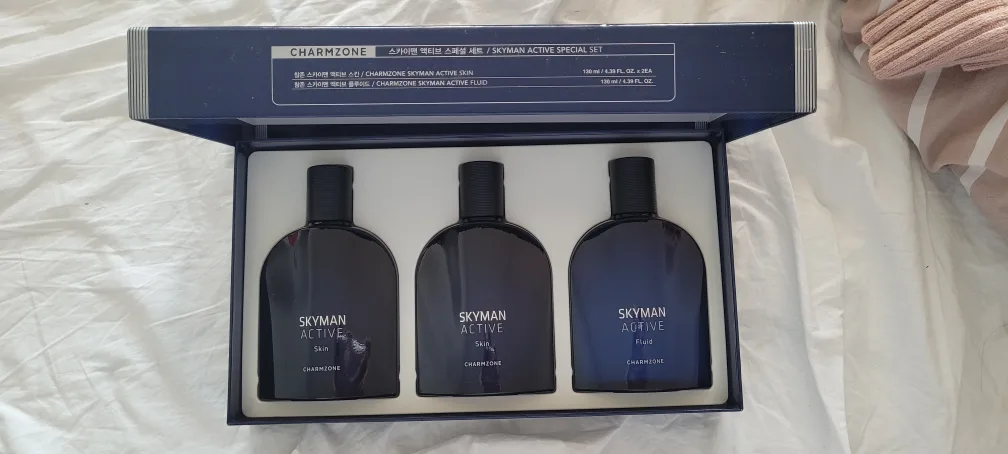 CHARMZONE 스카이맨 액티브 스페셜 세트 / SKYMAN ACTIVE SPECIAL SET
참존 스카이맨 액티브 스킨 / CHARMZONE SKYMAN ACTIVE SKIN 130 ml / 4.39 FL. OZ. x 2EA
참존 스카이맨 액티브 플루이드 / CHARMZONE SKYMAN ACTIVE FLUID 130 ml / 4.39 FL. OZ.
SKYMAN
ACTIVE
Skin
CHARMZONE
SKYMAN
ACTIVE
Skin
CHARMZONE
SKYMAN
ACTIVE
Fluid
CHARMZONE